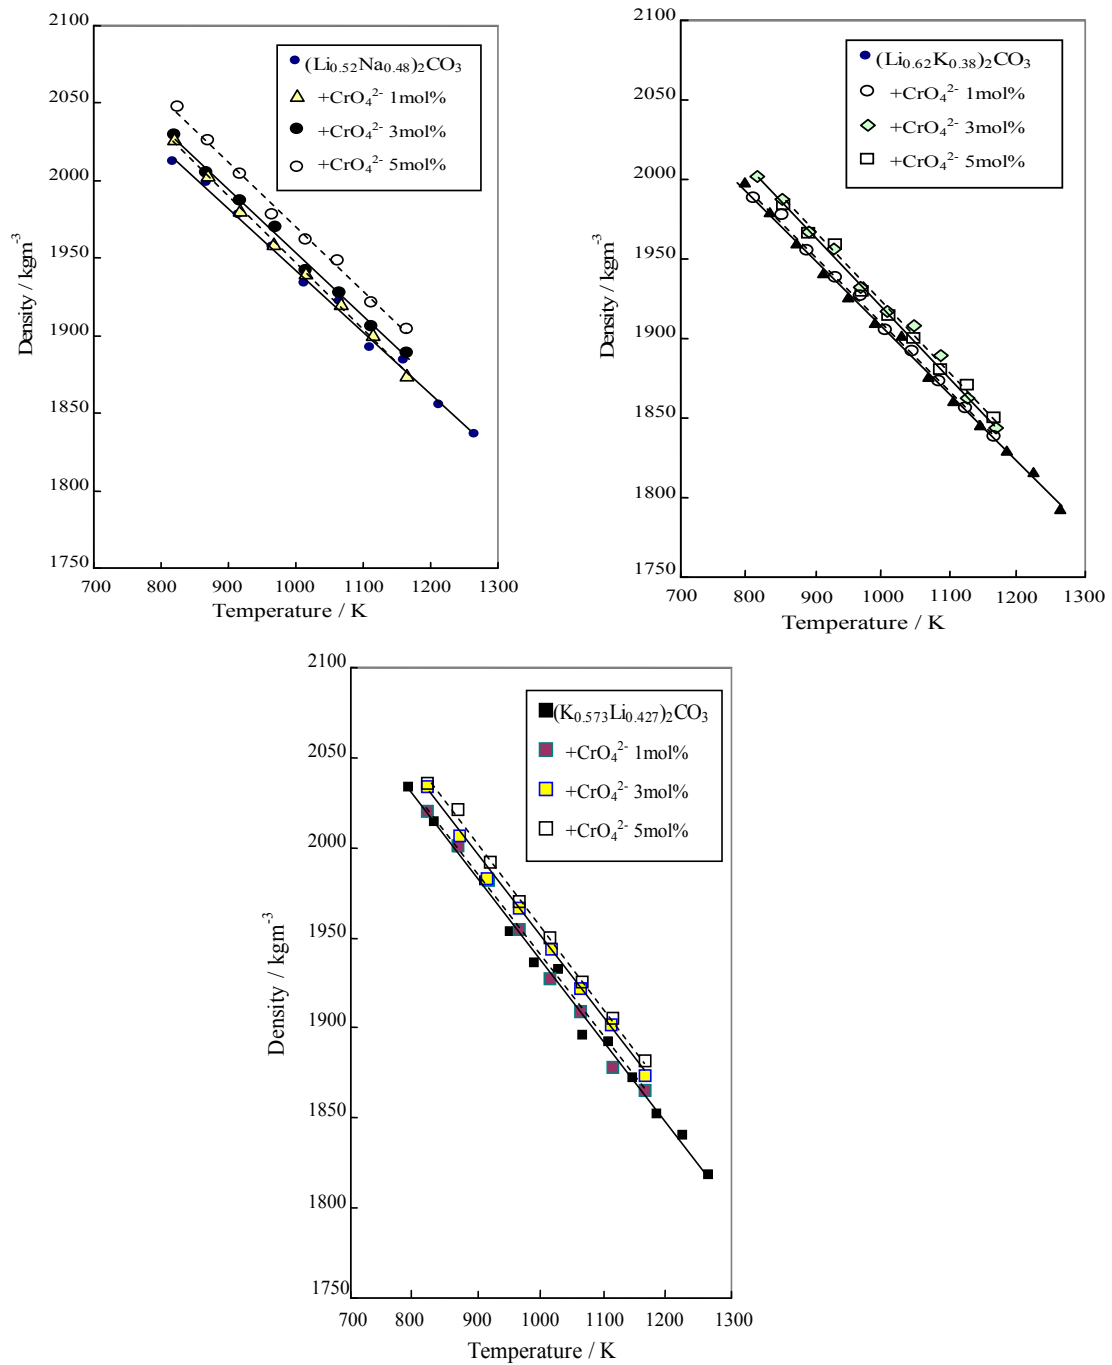 2100
2050
2000
1950
1900
1850
1800
1750
Density / kgm⁻³
700 800 900 1000 1100 1200 1300
Temperature / K
(Li₀.₅₂Na₀.₄₈)₂CO₃
+CrO₄²⁻ 1mol%
+CrO₄²⁻ 3mol%
+CrO₄²⁻ 5mol%
2100
2050
2000
1950
1900
1850
1800
1750
Density / kgm⁻³
700 800 900 1000 1100 1200 1300
Temperature / K
(Li₀.₆₂K₀.₃₈)₂CO₃
+CrO₄²⁻ 1mol%
+CrO₄²⁻ 3mol%
+CrO₄²⁻ 5mol%
2100
2050
2000
1950
1900
1850
1800
1750
Density / kgm⁻³
700 800 900 1000 1100 1200 1300
Temperature / K
(K₀.₅₇₃Li₀.₄₂₇)₂CO₃
+CrO₄²⁻ 1mol%
+CrO₄²⁻ 3mol%
+CrO₄²⁻ 5mol%